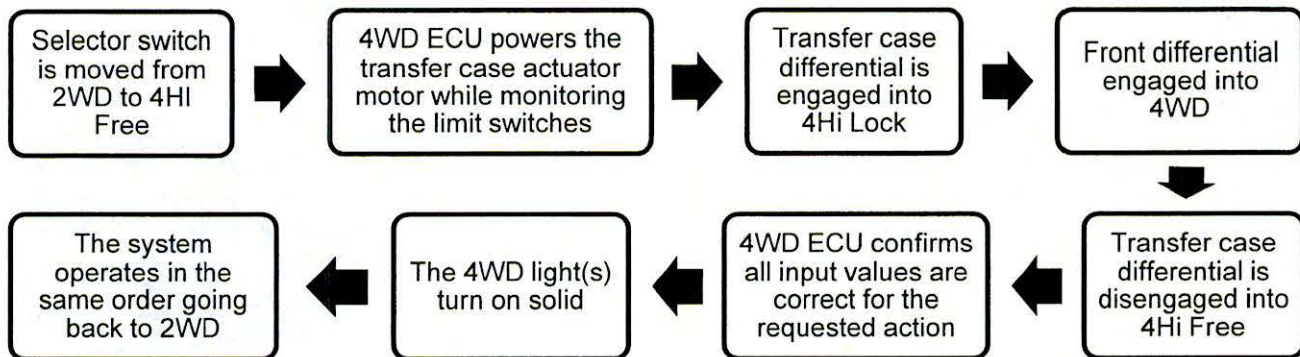 Selector switch
is moved from
2WD to 4HI
Free
4WD ECU powers the
transfer case actuator
motor while monitoring
the limit switches
Transfer case
differential is
engaged into
4Hi Lock
Front differential
engaged into
4WD
Transfer case
differential is
disengaged into
4Hi Free
4WD ECU confirms
all input values are
correct for the
requested action
The 4WD light(s)
turn on solid
The system
operates in the
same order going
back to 2WD